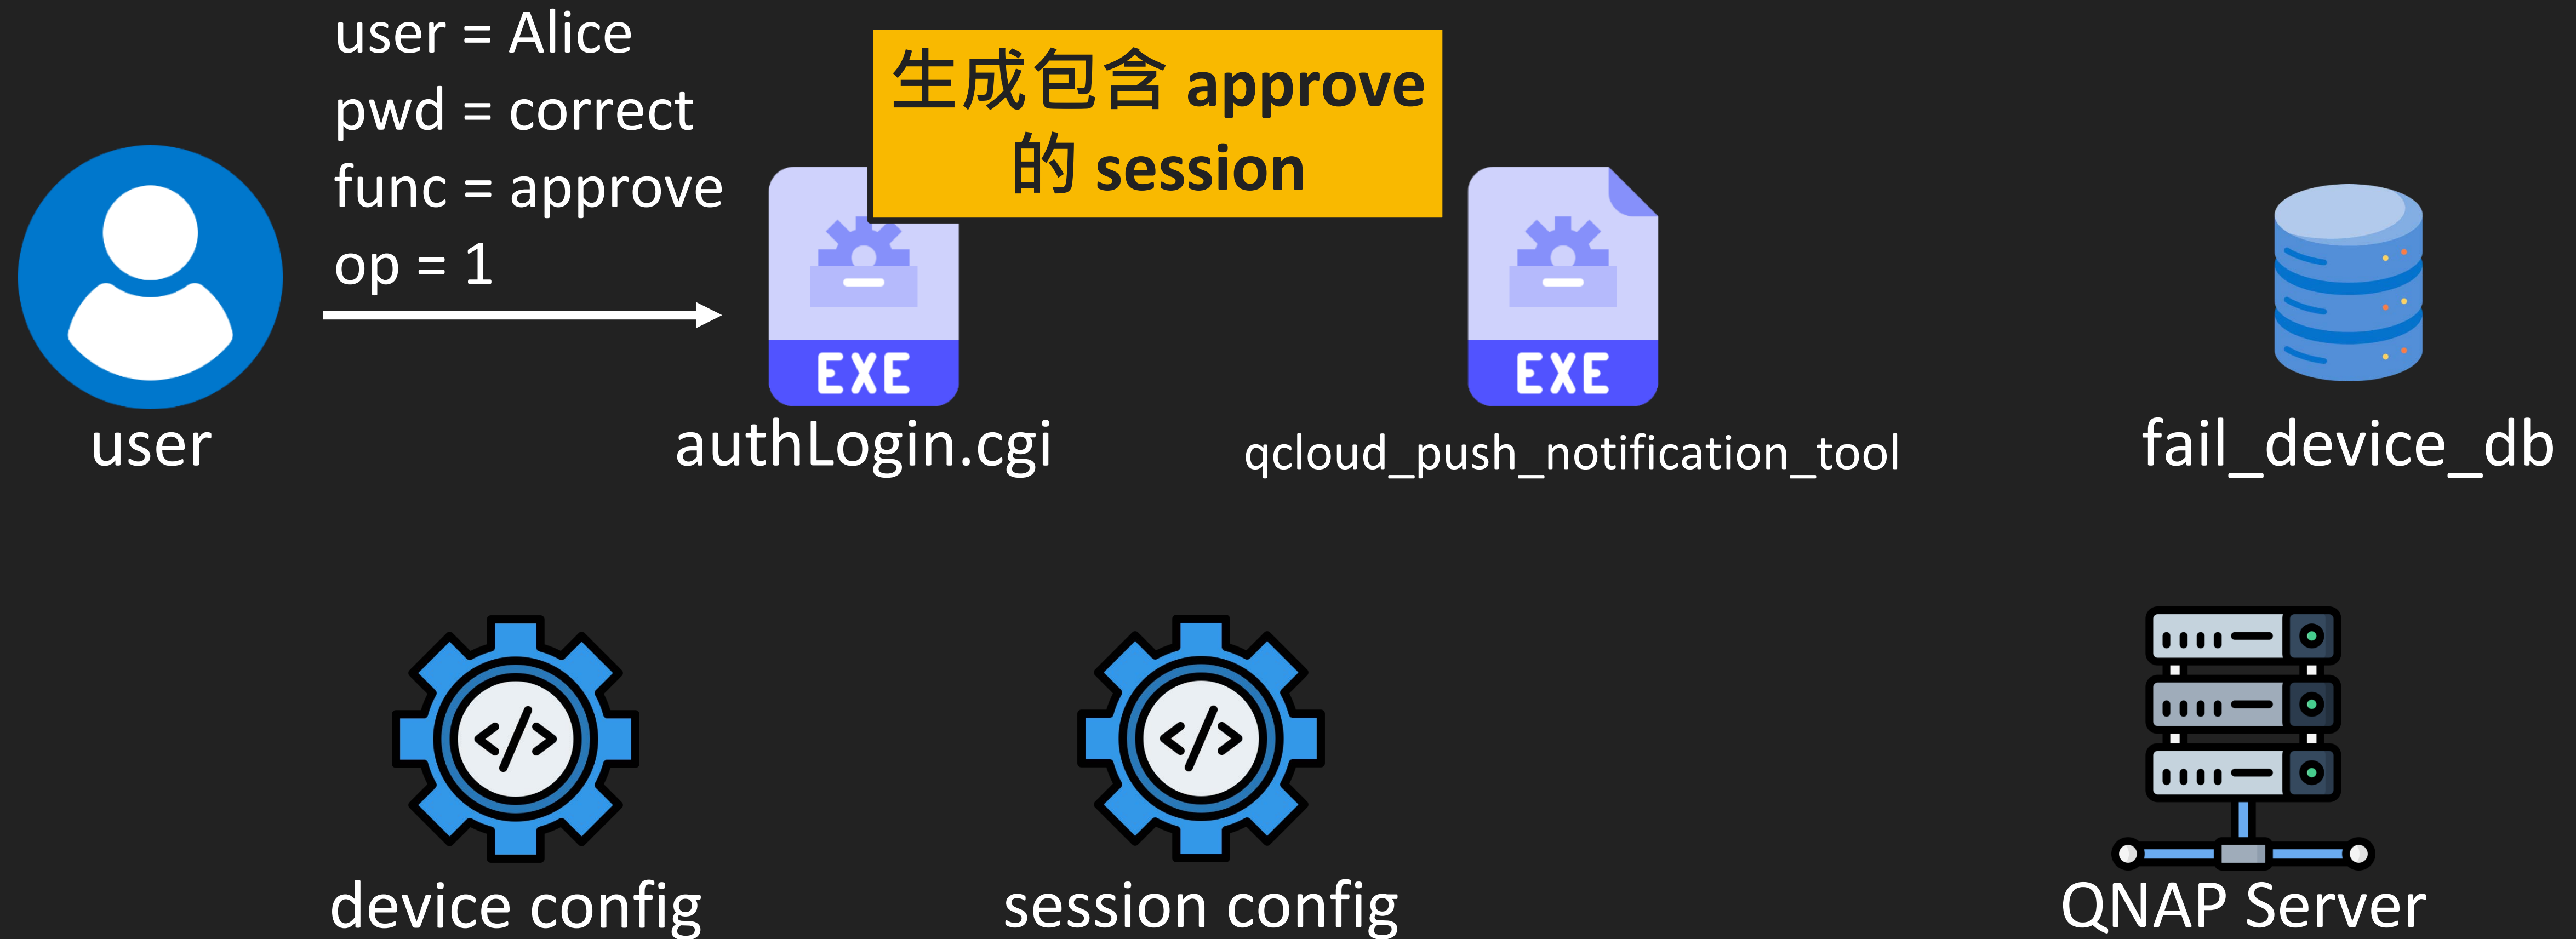 user = Alice
pwd = correct
func = approve
op = 1
生成包含 approve
的 session
EXE
EXE
user
authLogin.cgi
qcloud_push_notification_tool
fail_device_db
</>
</>
device config
session config
QNAP Server